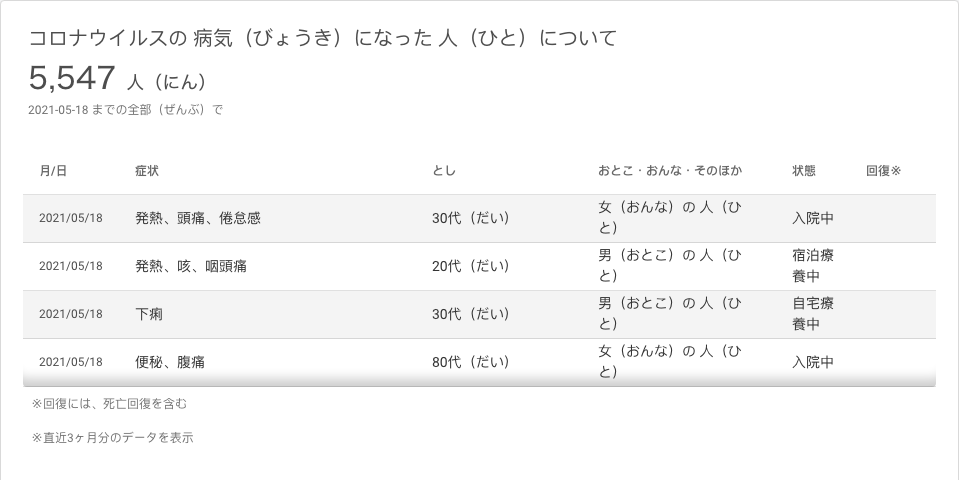 コロナウイルスの 病気（びょうき）になった 人（ひと）について
5,547 人（にん）
2021-05-18 までの全部（ぜんぶ）で
月/日 症状 とし おとこ・おんな・そのほか 状態 回復※
2021/05/18 発熱、頭痛、倦怠感 30代（だい） 女（おんな）の 人（ひ
と） 入院中
2021/05/18 発熱、咳、咽頭痛 20代（だい） 男（おとこ）の 人（ひ
と） 宿泊療
養中
2021/05/18 下痢 30代（だい） 男（おとこ）の 人（ひ
と） 自宅療
養中
2021/05/18 便秘、腹痛 80代（だい） 女（おんな）の 人（ひ
と） 入院中
※回復には、死亡回復を含む
※直近3ヶ月分のデータを表示